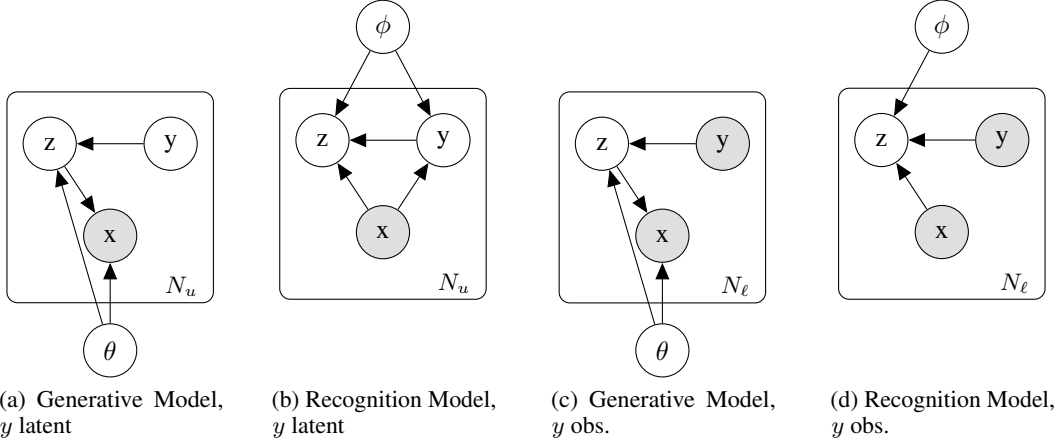 ϕ ϕ
z y z y z y z y
x x x x
N_u N_u N_ℓ N_ℓ
θ θ
(a) Generative Model, y latent
(b) Recognition Model, y latent
(c) Generative Model, y obs.
(d) Recognition Model, y obs.